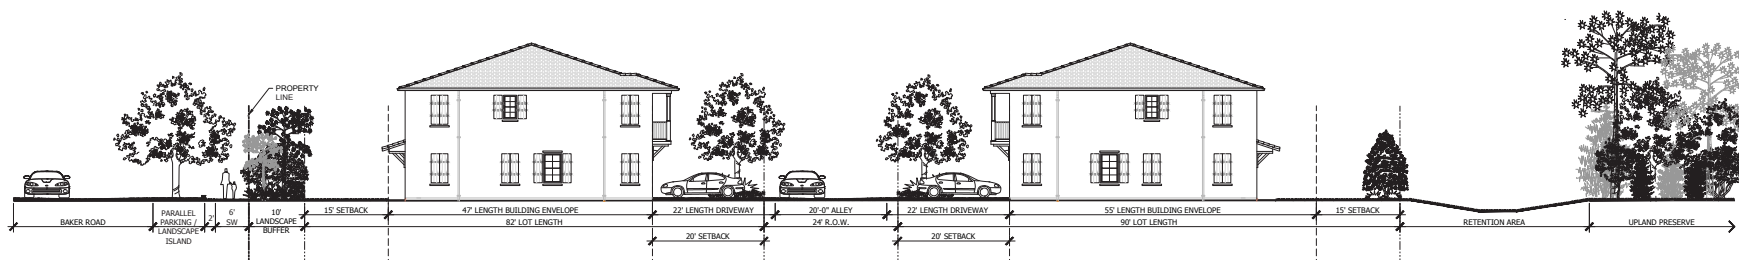 PROPERTY
LINE
15' SETBACK
47' LENGTH BUILDING ENVELOPE
22' LENGTH DRIVEWAY
20'-0" ALLEY
22' LENGTH DRIVEWAY
55' LENGTH BUILDING ENVELOPE
15' SETBACK
BAKER ROAD
PARALLEL
PARKING /
LANDSCAPE
ISLAND
2'
6'
SW
10'
LANDSCAPE
BUFFER
82' LOT LENGTH
24' R.O.W.
90' LOT LENGTH
RETENTION AREA
UPLAND PRESERVE
20' SETBACK
20' SETBACK